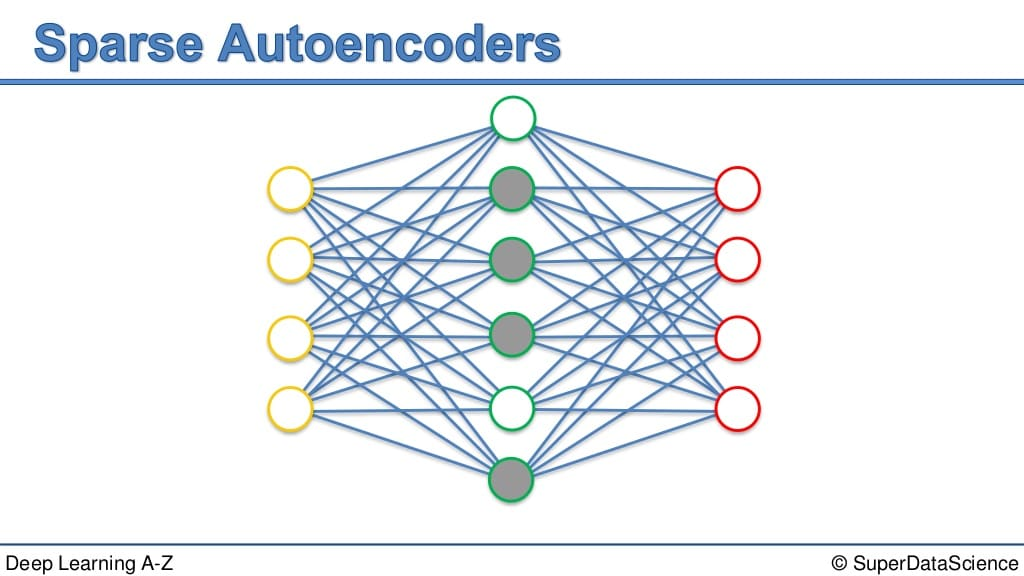 Sparse Autoencoders
Deep Learning A-Z
© SuperDataScience